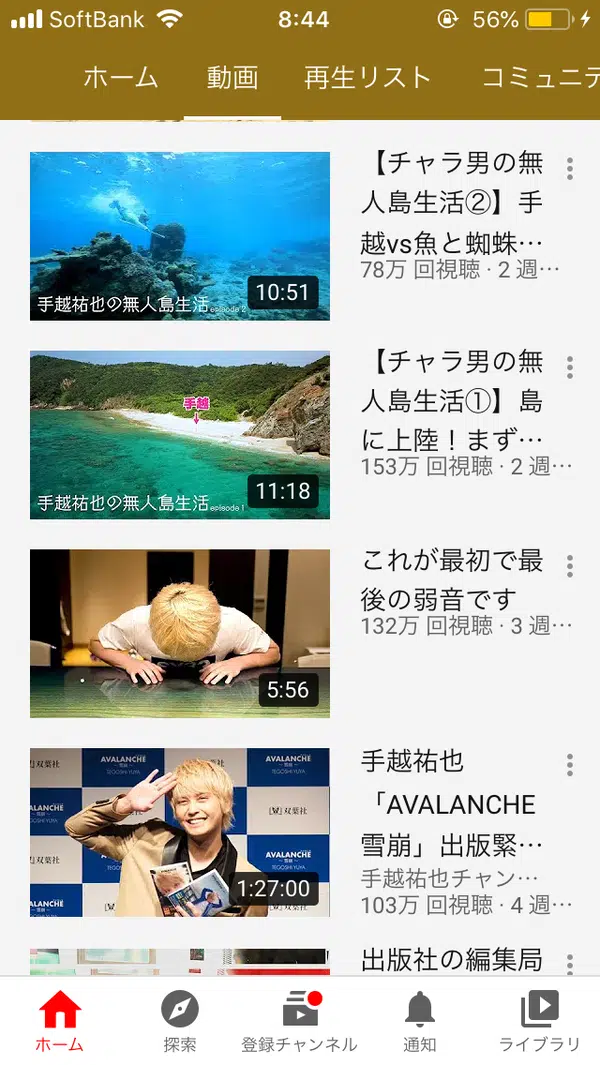 SoftBank 8:44 56%
ホーム 動画 再生リスト コミュニテ
【チャラ男の無
人島生活②】手
越vs魚と蜘蛛…
78万 回視聴 · 2 週…
手越祐也の無人島生活 episode 2
10:51
【チャラ男の無
人島生活①】島
に上陸！まず…
153万 回視聴 · 2 週…
手越
手越祐也の無人島生活 episode 1
11:18
これが最初で最
後の弱音です
132万 回視聴 · 3 週…
5:56
手越祐也
「AVALANCHE
雪崩」出版緊…
手越祐也チャン…
103万 回視聴 · 4 週…
AVALANCHE
～雪崩～
TEGOSHI YUYA
双葉社
1:27:00
出版社の編集局
ホーム 探索 登録チャンネル 通知 ライブラリ